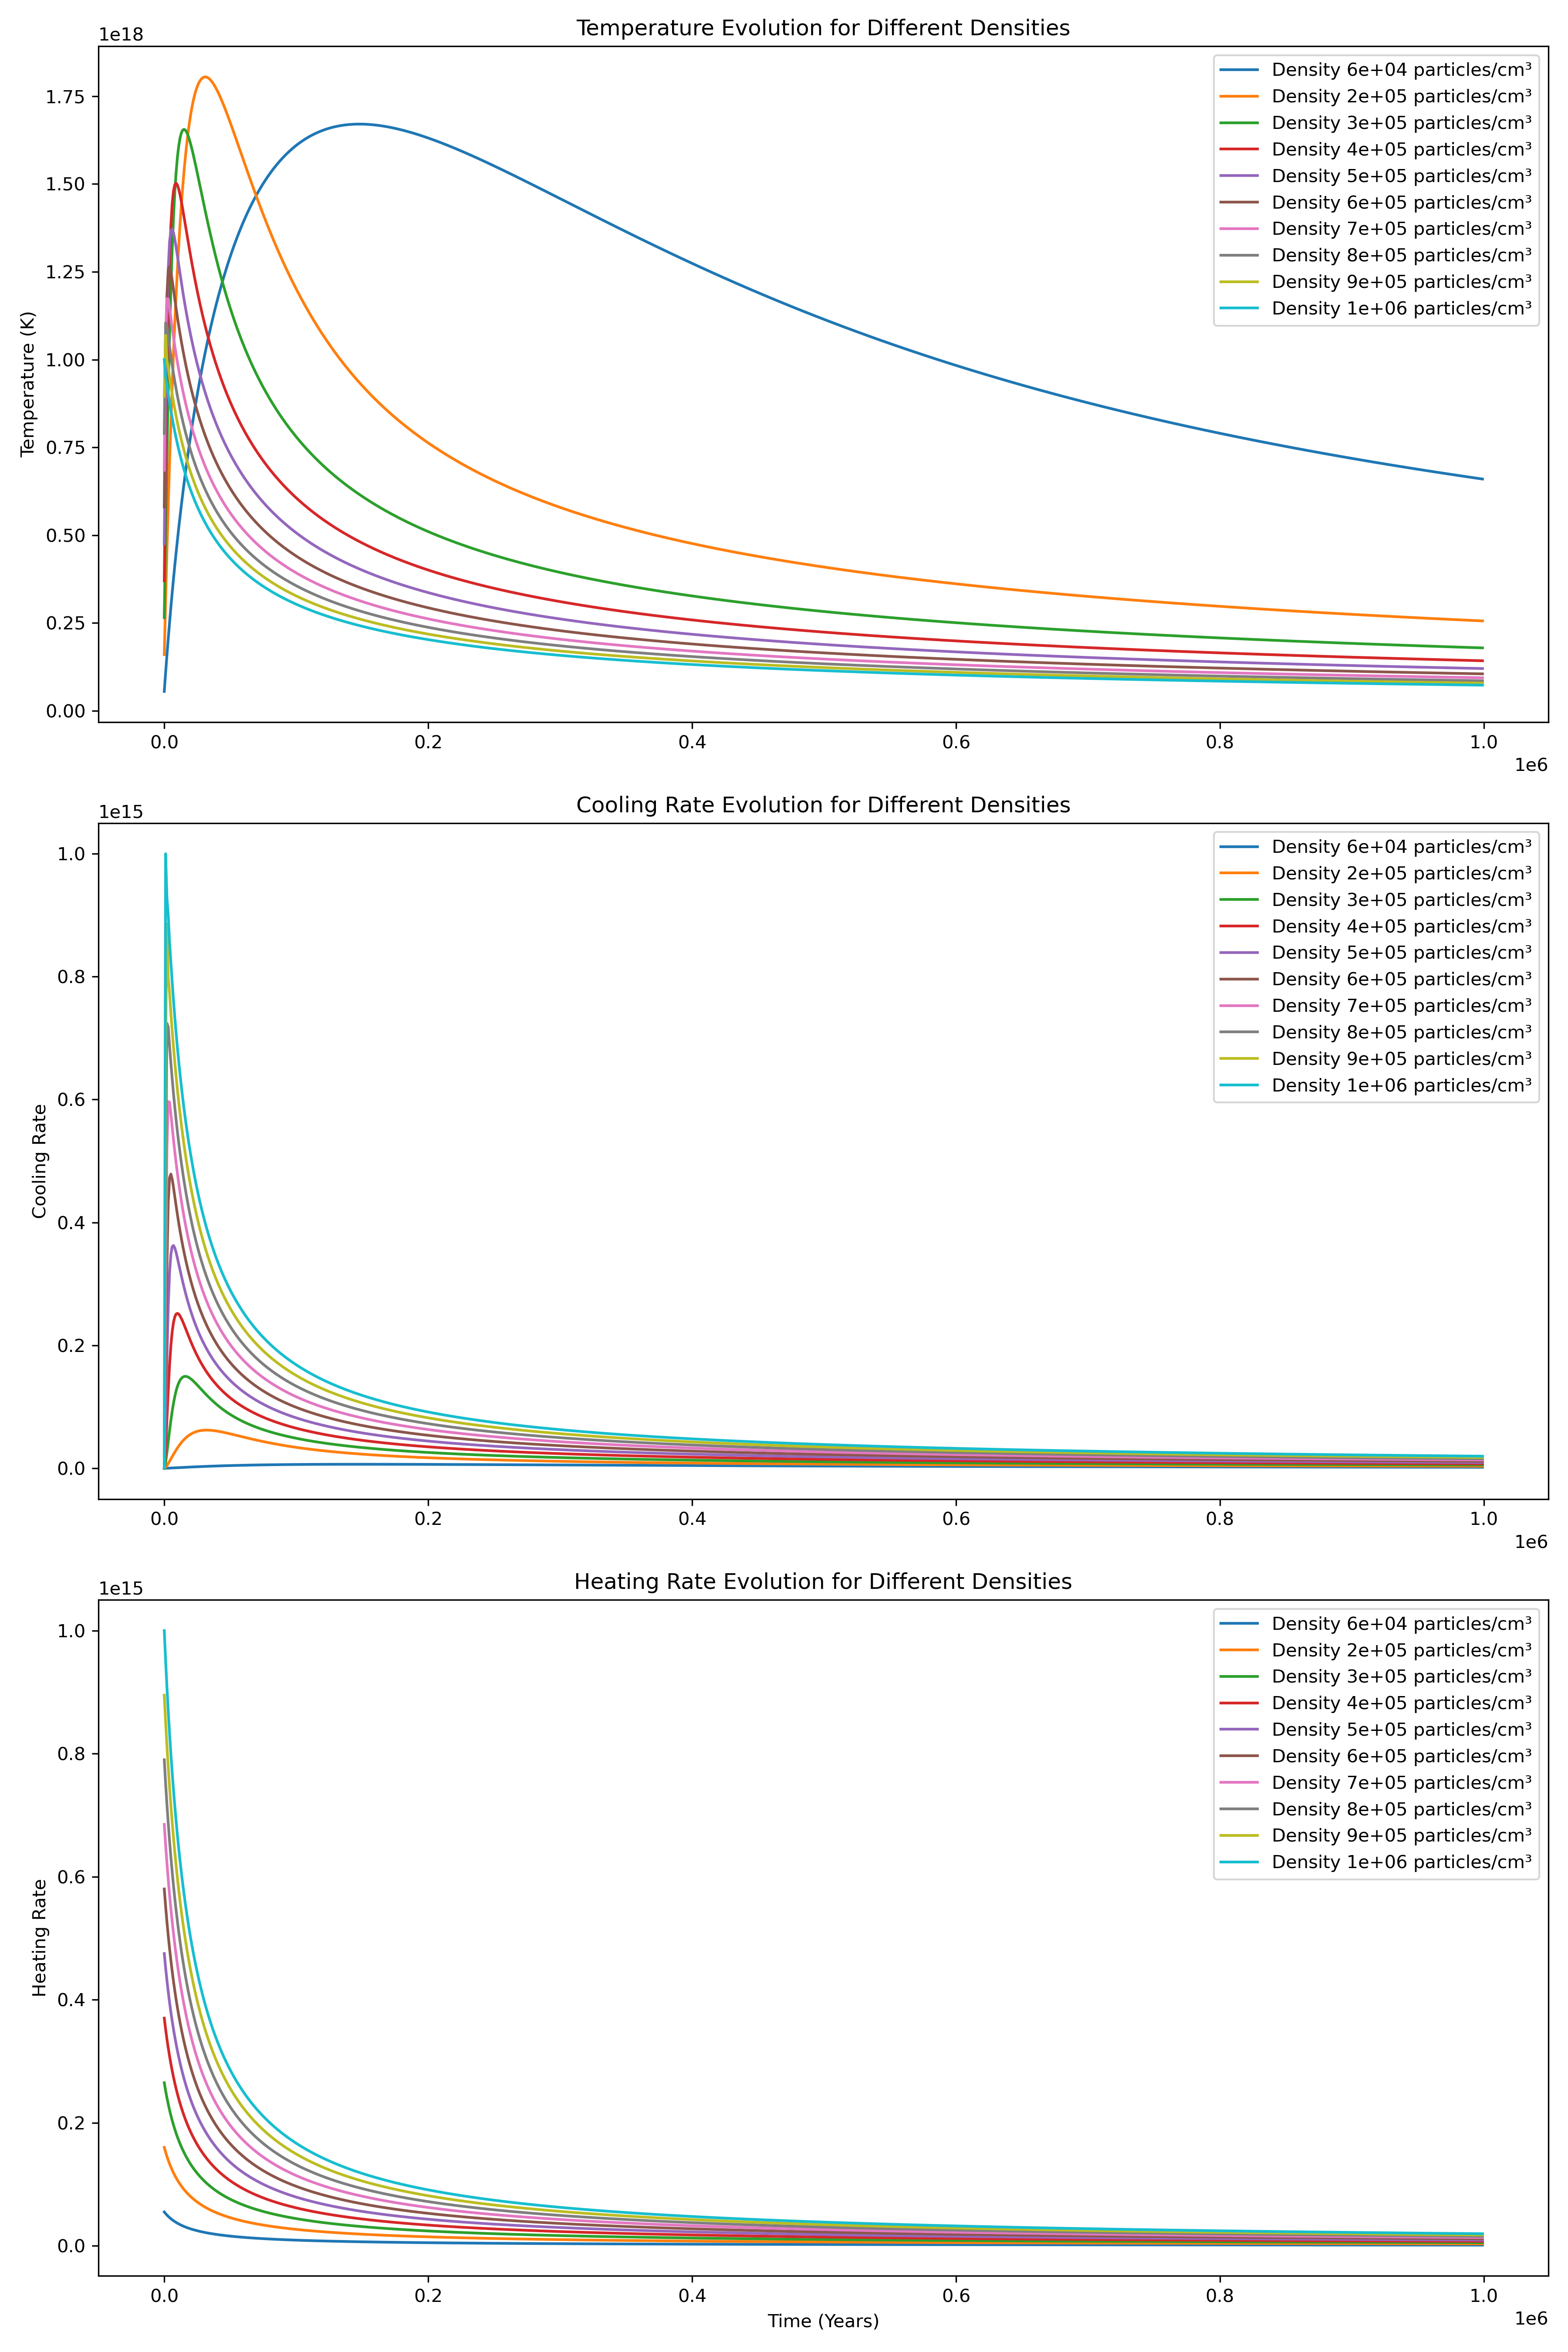 Temperature Evolution for Different Densities
1e18
Temperature (K)
1.75
1.50
1.25
1.00
0.75
0.50
0.25
0.00
Density 6e+04 particles/cm³
Density 2e+05 particles/cm³
Density 3e+05 particles/cm³
Density 4e+05 particles/cm³
Density 5e+05 particles/cm³
Density 6e+05 particles/cm³
Density 7e+05 particles/cm³
Density 8e+05 particles/cm³
Density 9e+05 particles/cm³
Density 1e+06 particles/cm³
0.0 0.2 0.4 0.6 0.8 1.0
1e6
Cooling Rate Evolution for Different Densities
1e15
Cooling Rate
1.0
0.8
0.6
0.4
0.2
0.0
Density 6e+04 particles/cm³
Density 2e+05 particles/cm³
Density 3e+05 particles/cm³
Density 4e+05 particles/cm³
Density 5e+05 particles/cm³
Density 6e+05 particles/cm³
Density 7e+05 particles/cm³
Density 8e+05 particles/cm³
Density 9e+05 particles/cm³
Density 1e+06 particles/cm³
0.0 0.2 0.4 0.6 0.8 1.0
1e6
Heating Rate Evolution for Different Densities
1e15
Heating Rate
1.0
0.8
0.6
0.4
0.2
0.0
Density 6e+04 particles/cm³
Density 2e+05 particles/cm³
Density 3e+05 particles/cm³
Density 4e+05 particles/cm³
Density 5e+05 particles/cm³
Density 6e+05 particles/cm³
Density 7e+05 particles/cm³
Density 8e+05 particles/cm³
Density 9e+05 particles/cm³
Density 1e+06 particles/cm³
0.0 0.2 0.4 0.6 0.8 1.0
Time (Years)
1e6